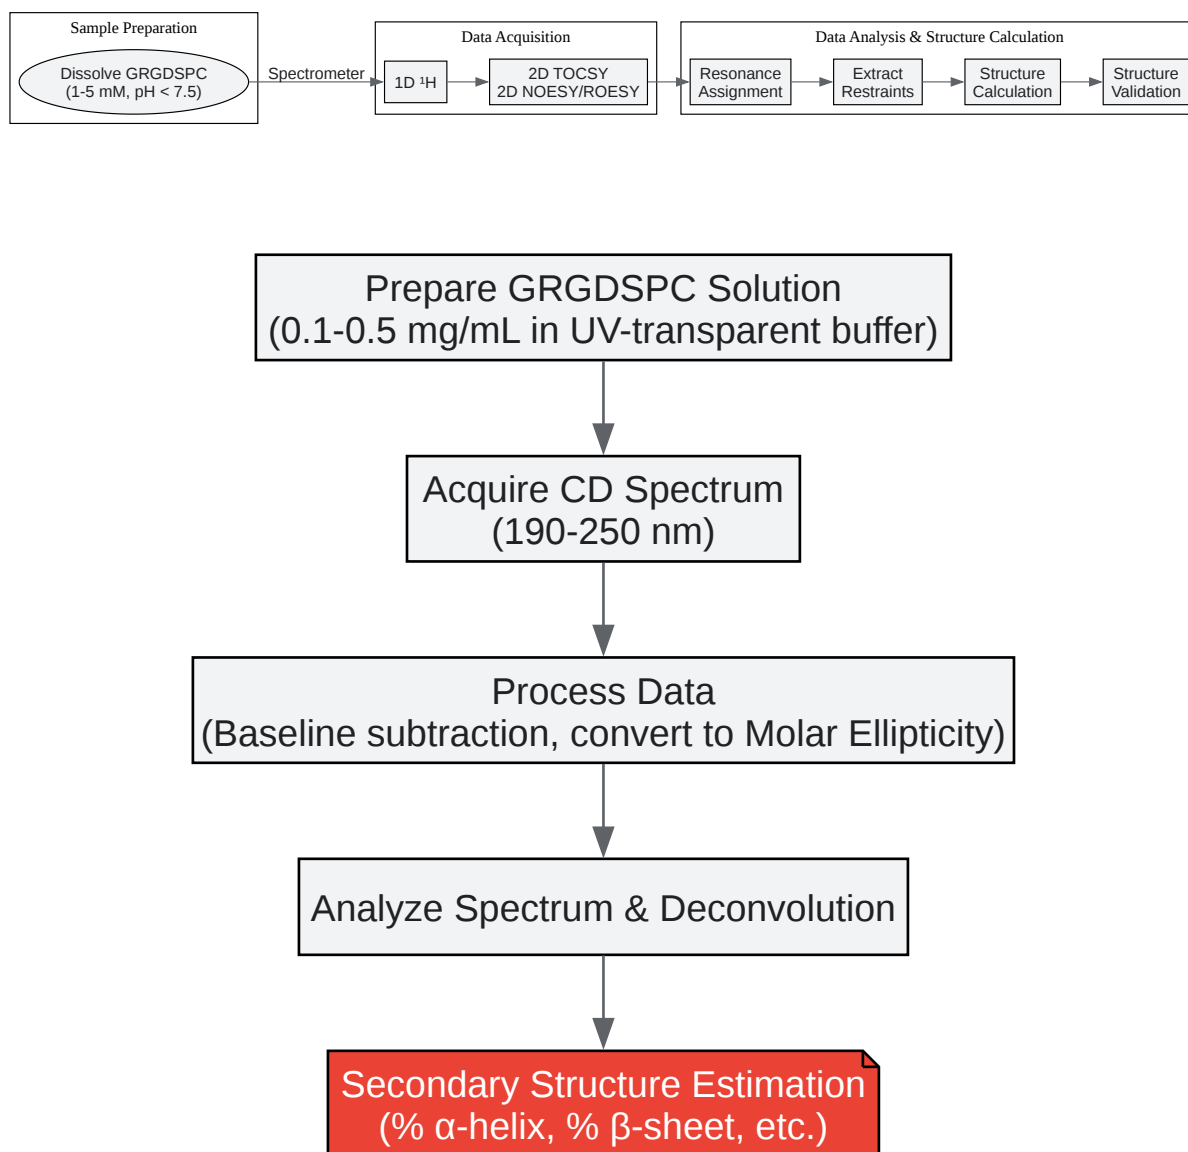 Sample Preparation
Dissolve GRGDSPC
(1-5 mM, pH < 7.5)
Spectrometer
Data Acquisition
1D ¹H
2D TOCSY
2D NOESY/ROESY
Data Analysis & Structure Calculation
Resonance
Assignment
Extract
Restraints
Structure
Calculation
Structure
Validation
Prepare GRGDSPC Solution
(0.1-0.5 mg/mL in UV-transparent buffer)
Acquire CD Spectrum
(190-250 nm)
Process Data
(Baseline subtraction, convert to Molar Ellipticity)
Analyze Spectrum & Deconvolution
Secondary Structure Estimation
(% α-helix, % β-sheet, etc.)